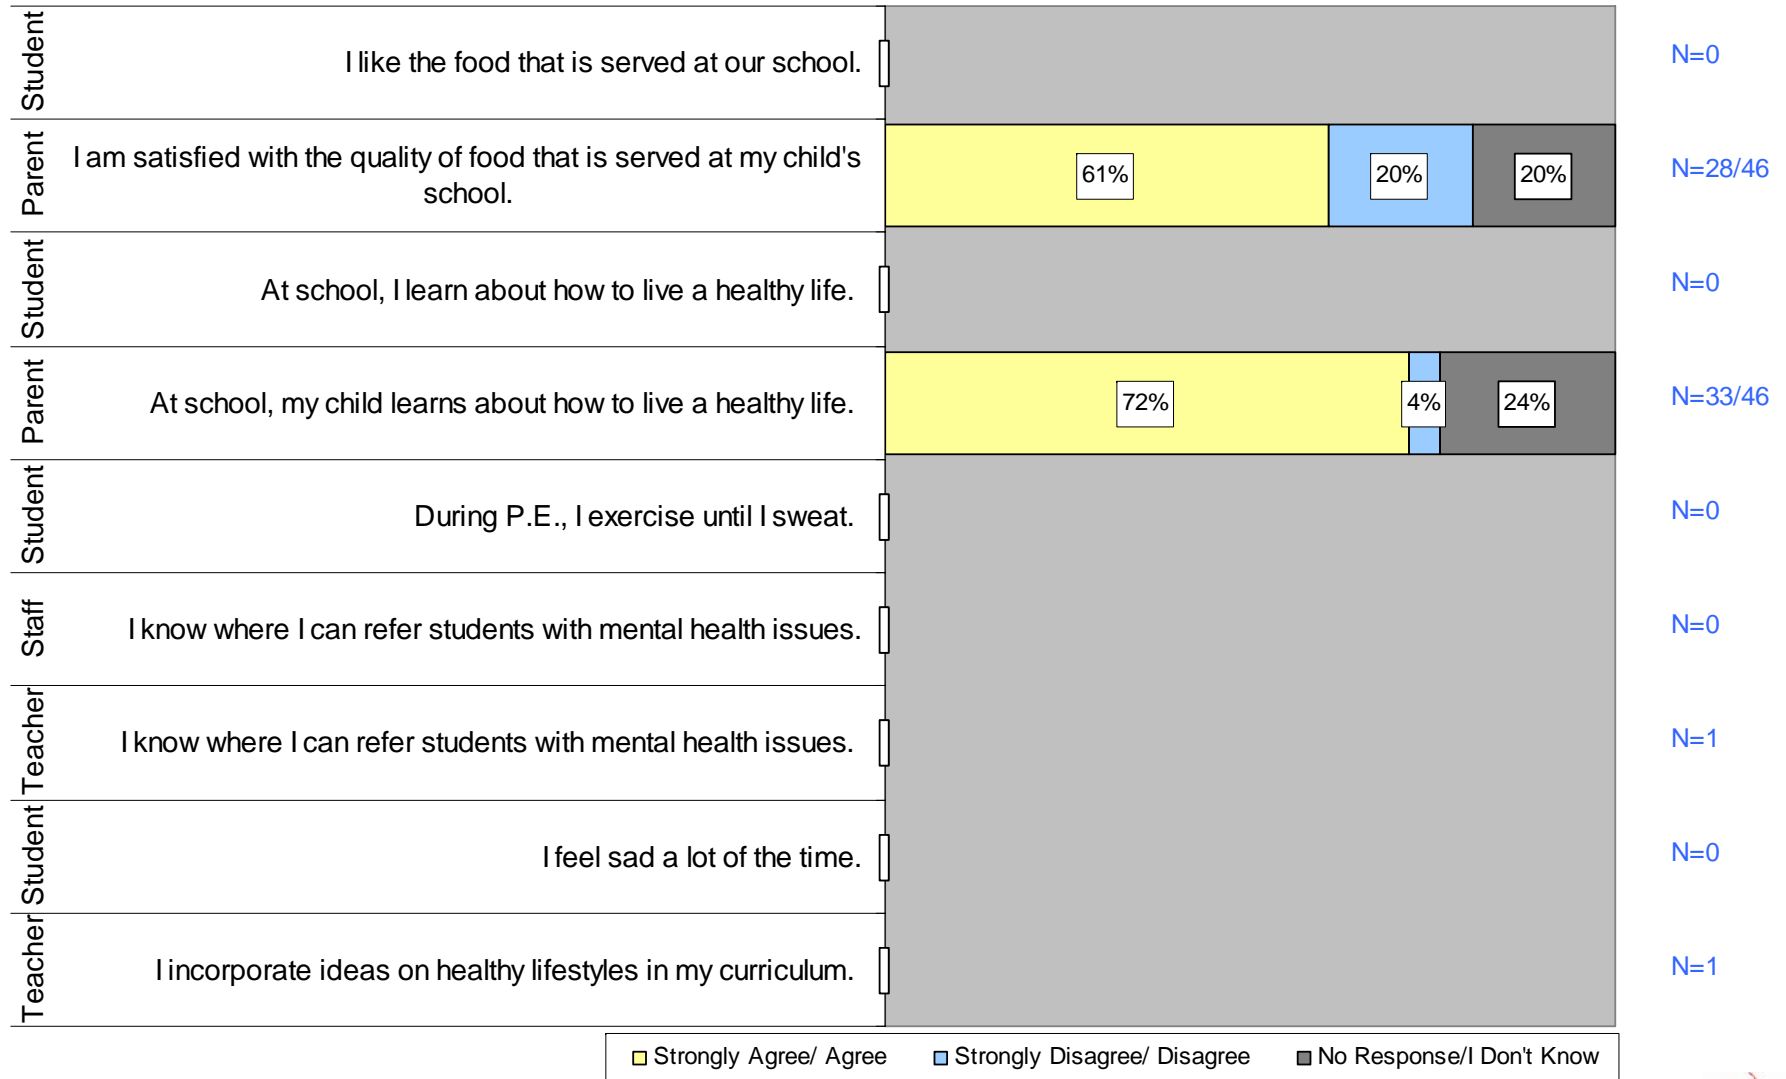 Student
I like the food that is served at our school.
N=0
Parent
I am satisfied with the quality of food that is served at my child's
school.
61%
20%
20%
N=28/46
Student
At school, I learn about how to live a healthy life.
N=0
Parent
At school, my child learns about how to live a healthy life.
72%
4%
24%
N=33/46
Student
During P.E., I exercise until I sweat.
N=0
Staff
I know where I can refer students with mental health issues.
N=0
Teacher
I know where I can refer students with mental health issues.
N=1
Student
I feel sad a lot of the time.
N=0
Teacher
I incorporate ideas on healthy lifestyles in my curriculum.
N=1
Strongly Agree/ Agree
Strongly Disagree/ Disagree
No Response/I Don't Know